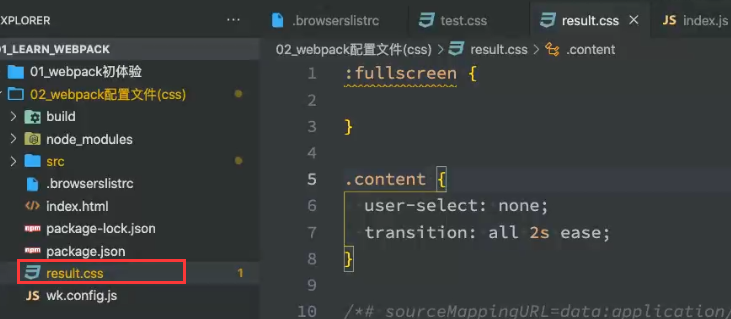 EXPLORER ···
.browserslistrc test.css result.css × JS index.js
01_LEARN_WEBPACK
01_webpack初体验
02_webpack配置文件(css)
build
node_modules
src
.browserslistrc
index.html
package-lock.json
package.json
result.css 1
JS wk.config.js
02_webpack配置文件(css) > result.css > .content
1 :fullscreen {
2
3 }
4
5 .content {
6 user-select: none;
7 transition: all 2s ease;
8 }
9
10 /*# sourceMappingURL=data:application/